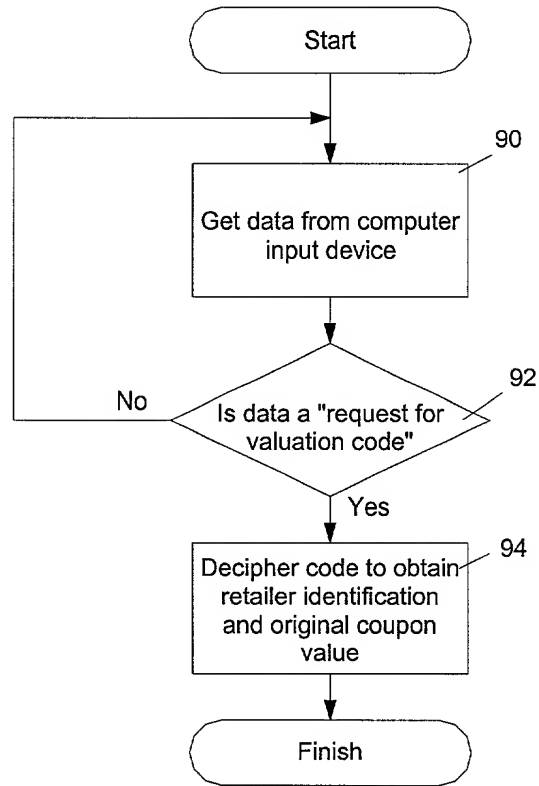 Start
90
Get data from computer
input device
92
No
Is data a "request for
valuation code"
Yes
94
Decipher code to obtain
retailer identification
and original coupon
value
Finish